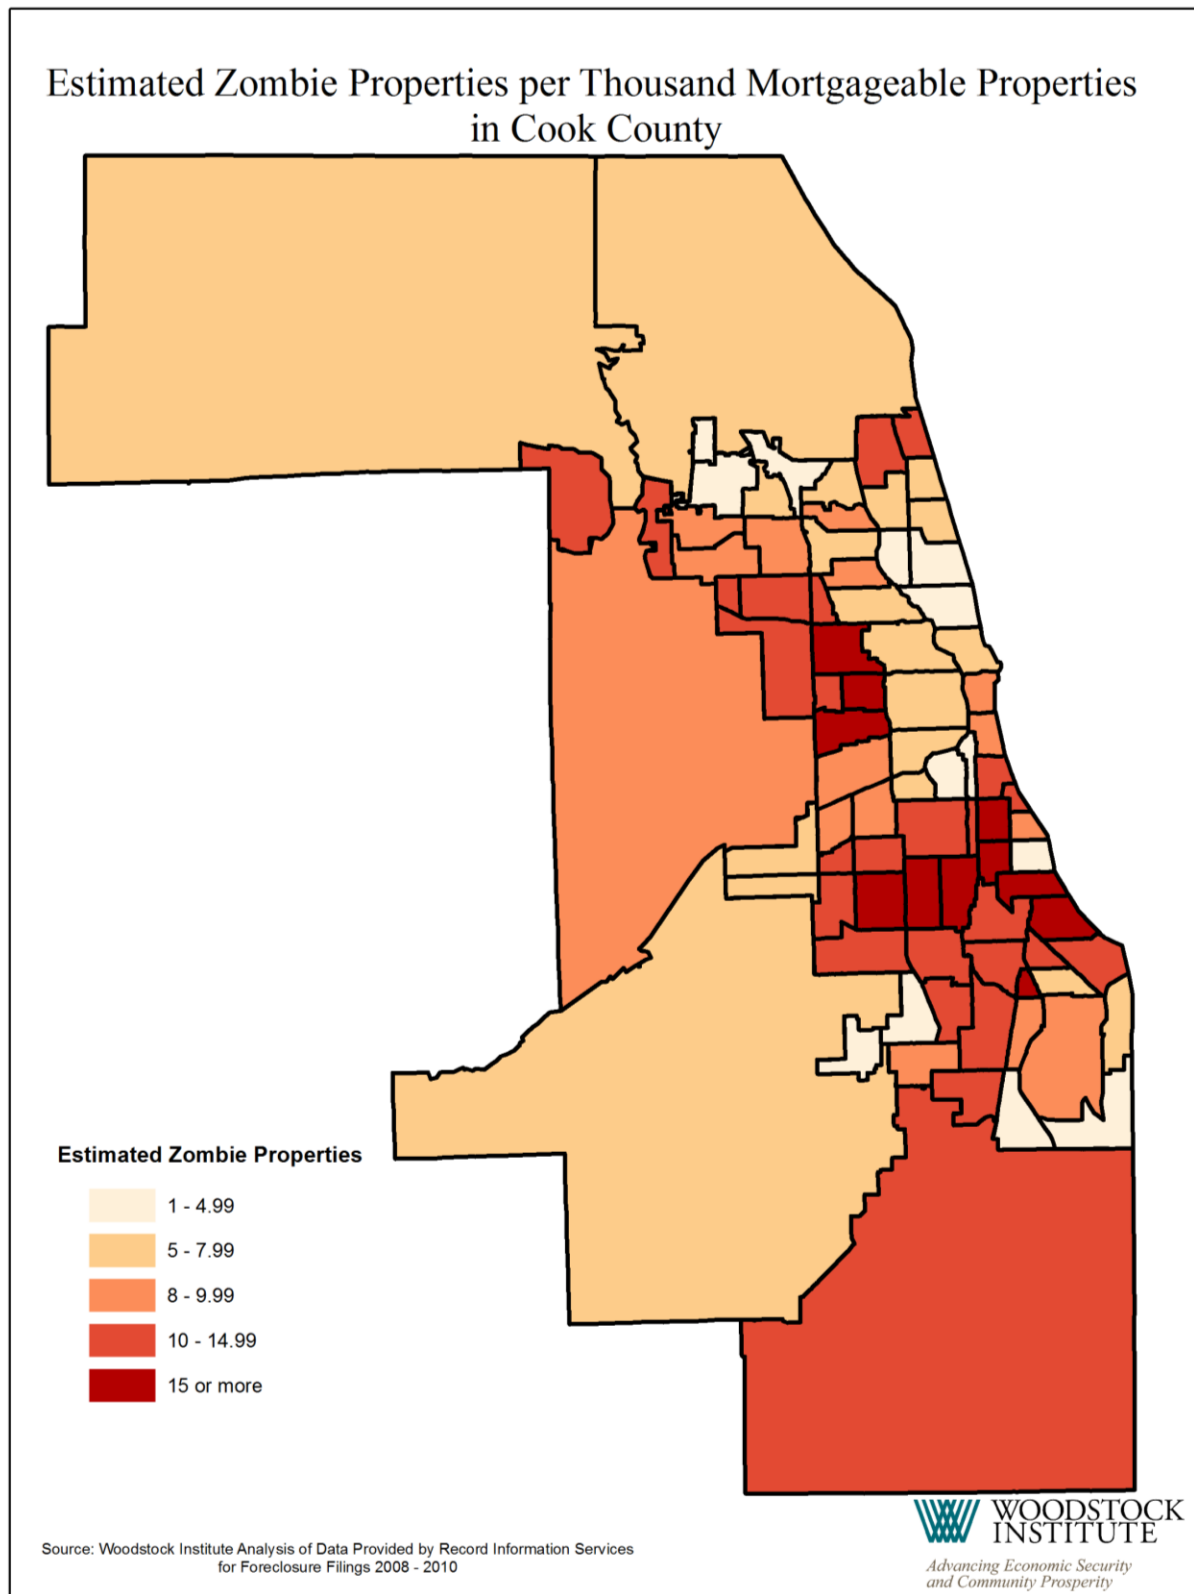 Estimated Zombie Properties per Thousand Mortgageable Properties
in Cook County
Estimated Zombie Properties
1 - 4.99
5 - 7.99
8 - 9.99
10 - 14.99
15 or more
Source: Woodstock Institute Analysis of Data Provided by Record Information Services
for Foreclosure Filings 2008 - 2010
WOODSTOCK
INSTITUTE
Advancing Economic Security
and Community Prosperity